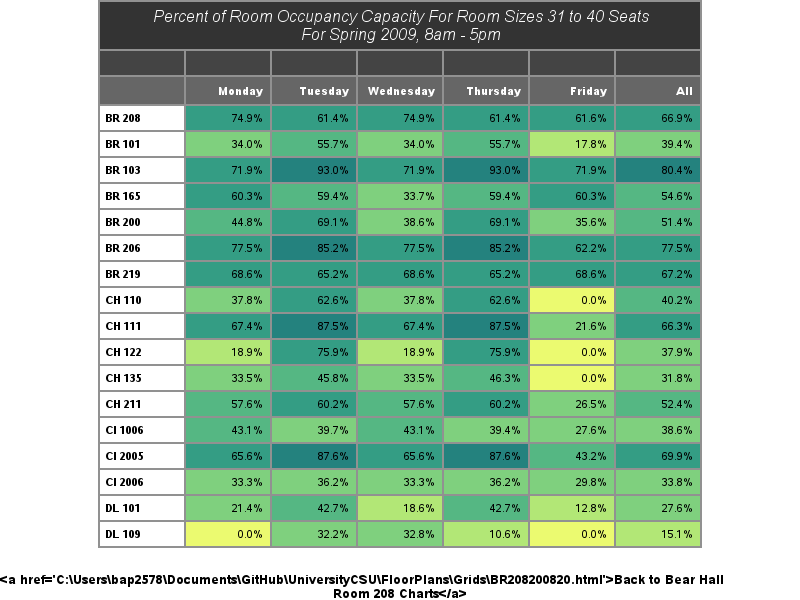 Percent of Room Occupancy Capacity For Room Sizes 31 to 40 Seats
For Spring 2009, 8am - 5pm
Monday Tuesday Wednesday Thursday Friday All
BR 208 74.9% 61.4% 74.9% 61.4% 61.6% 66.9%
BR 101 34.0% 55.7% 34.0% 55.7% 17.8% 39.4%
BR 103 71.9% 93.0% 71.9% 93.0% 71.9% 80.4%
BR 165 60.3% 59.4% 33.7% 59.4% 60.3% 54.6%
BR 200 44.8% 69.1% 38.6% 69.1% 35.6% 51.4%
BR 206 77.5% 85.2% 77.5% 85.2% 62.2% 77.5%
BR 219 68.6% 65.2% 68.6% 65.2% 68.6% 67.2%
CH 110 37.8% 62.6% 37.8% 62.6% 0.0% 40.2%
CH 111 67.4% 87.5% 67.4% 87.5% 21.6% 66.3%
CH 122 18.9% 75.9% 18.9% 75.9% 0.0% 37.9%
CH 135 33.5% 45.8% 33.5% 46.3% 0.0% 31.8%
CH 211 57.6% 60.2% 57.6% 60.2% 26.5% 52.4%
CI 1006 43.1% 39.7% 43.1% 39.4% 27.6% 38.6%
CI 2005 65.6% 87.6% 65.6% 87.6% 43.2% 69.9%
CI 2006 33.3% 36.2% 33.3% 36.2% 29.8% 33.8%
DL 101 21.4% 42.7% 18.6% 42.7% 12.8% 27.6%
DL 109 0.0% 32.2% 32.8% 10.6% 0.0% 15.1%
<a href='C:\Users\bap2578\Documents\GitHub\UniversityCSU\FloorPlans\Grids\BR208200820.html'>Back to Bear Hall
Room 208 Charts</a>